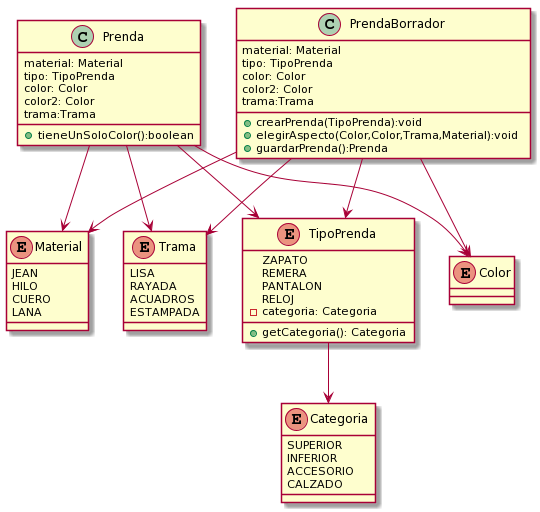 C Prenda
material: Material
tipo: TipoPrenda
color: Color
color2: Color
trama:Trama
tieneUnSoloColor():boolean
C PrendaBorrador
material: Material
tipo: TipoPrenda
color: Color
color2: Color
trama:Trama
crearPrenda(TipoPrenda):void
elegirAspecto(Color,Color,Trama,Material):void
guardarPrenda():Prenda
E Material
JEAN
HILO
CUERO
LANA
E Trama
LISA
RAYADA
ACUADROS
ESTAMPADA
E TipoPrenda
ZAPATO
REMERA
PANTALON
RELOJ
categoria: Categoria
getCategoria(): Categoria
E Color
E Categoria
SUPERIOR
INFERIOR
ACCESORIO
CALZADO